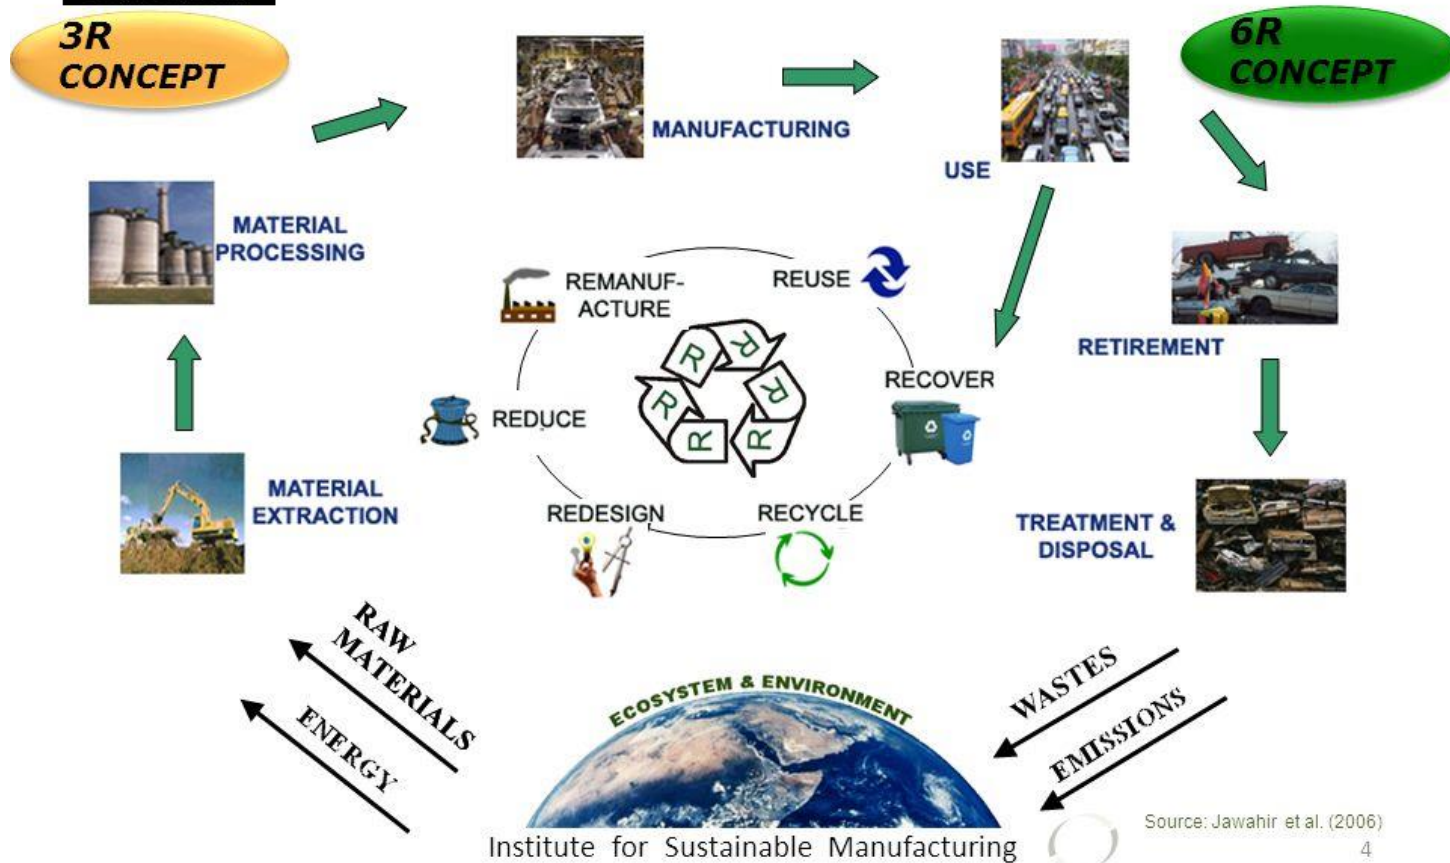 3R
CONCEPT
6R
CONCEPT
MANUFACTURING
USE
MATERIAL
PROCESSING
REMANUF-
ACTURE
REUSE
RETIREMENT
RECOVER
REDUCE
R
R
R
R
R
R
MATERIAL
EXTRACTION
REDESIGN
RECYCLE
TREATMENT &
DISPOSAL
RAW
MATERIALS
ENERGY
ECOSYSTEM & ENVIRONMENT
WASTES
EMISSIONS
Institute for Sustainable Manufacturing
Source: Jawahir et al. (2006)
4